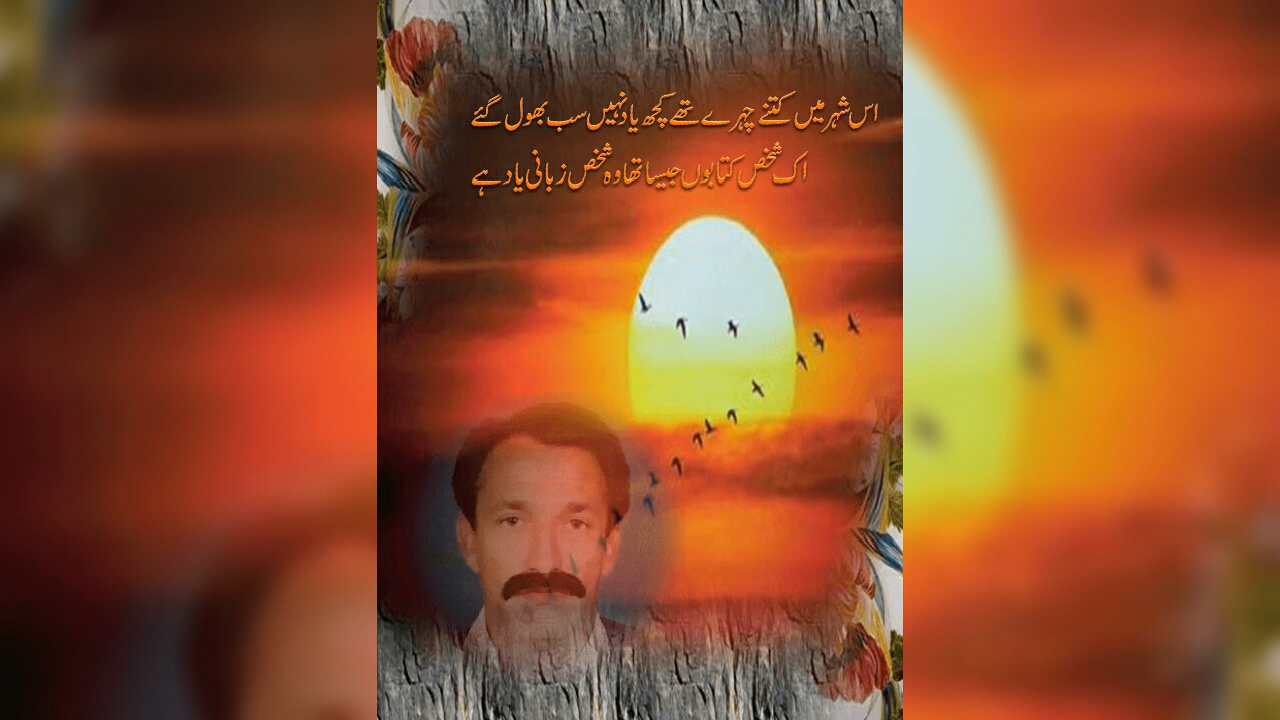 اس شہر میں کتنے چہرے تھے کچھ یاد نہیں سب بھول گئے
اک شخص کتابوں جیسا تھا وہ شخص زبانی یاد ہے